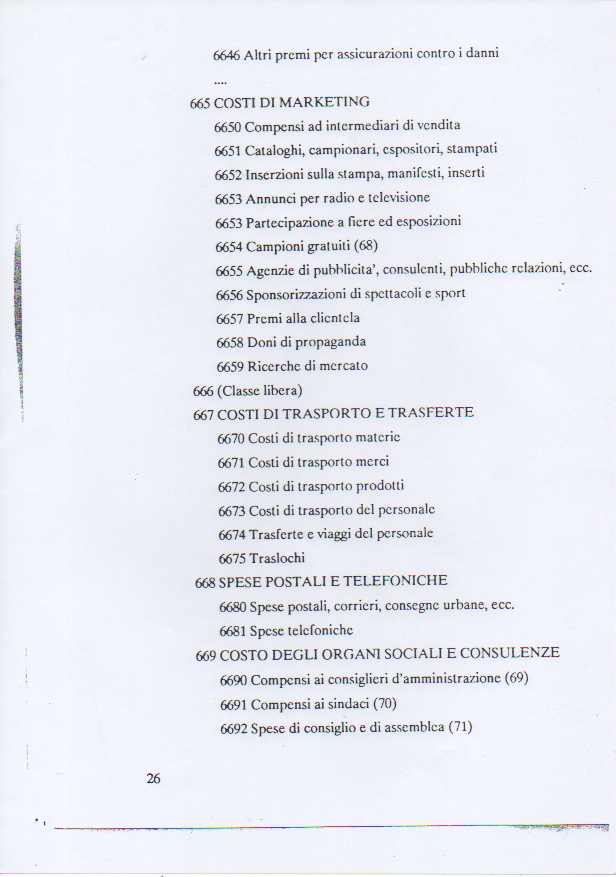 6646 Altri premi per assicurazioni contro i danni
....
665 COSTI DI MARKETING
6650 Compensi ad intermediari di vendita
6651 Cataloghi, campionari, espositori, stampati
6652 Inserzioni sulla stampa, manifesti, inserti
6653 Annunci per radio e televisione
6653 Partecipazione a fiere ed esposizioni
6654 Campioni gratuiti (68)
6655 Agenzie di pubblicita', consulenti, pubbliche relazioni, ecc.
6656 Sponsorizzazioni di spettacoli e sport
6657 Premi alla clientela
6658 Doni di propaganda
6659 Ricerche di mercato
666 (Classe libera)
667 COSTI DI TRASPORTO E TRASFERTE
6670 Costi di trasporto materie
6671 Costi di trasporto merci
6672 Costi di trasporto prodotti
6673 Costi di trasporto del personale
6674 Trasferte e viaggi del personale
6675 Traslochi
668 SPESE POSTALI E TELEFONICHE
6680 Spese postali, corrieri, consegne urbane, ecc.
6681 Spese telefoniche
669 COSTO DEGLI ORGANI SOCIALI E CONSULENZE
6690 Compensi ai consiglieri d'amministrazione (69)
6691 Compensi ai sindaci (70)
6692 Spese di consiglio e di assemblea (71)
26